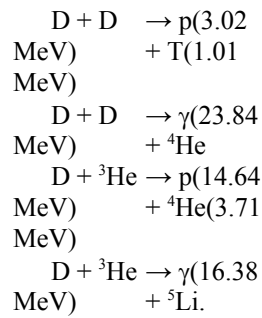 D + D → p(3.02
MeV) + T(1.01
MeV)
D + D → γ(23.84
MeV) + ⁴He
D + ³He → p(14.64
MeV) + ⁴He(3.71
MeV)
D + ³He → γ(16.38
MeV) + ⁵Li.